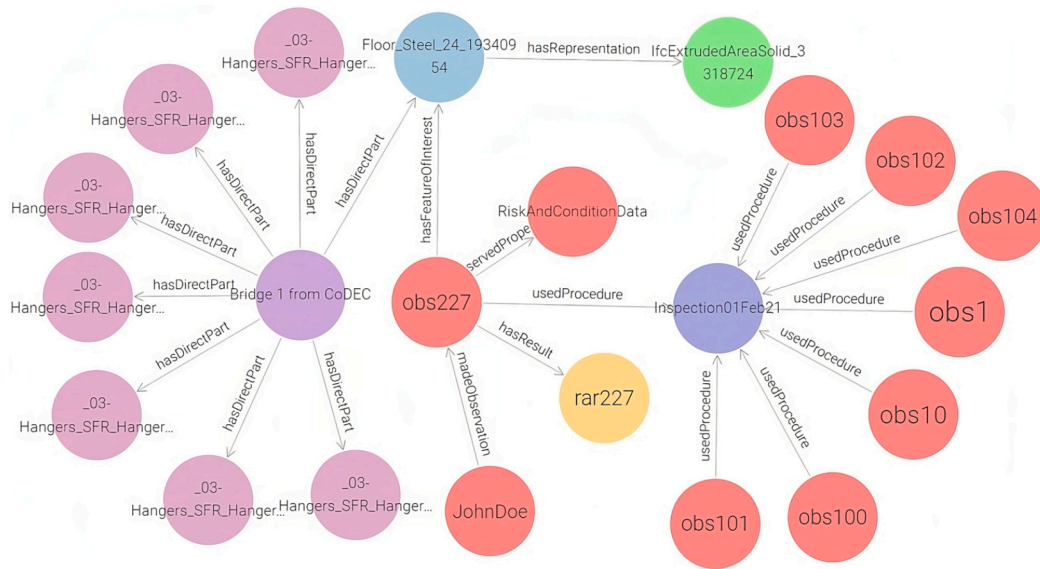 _03-
Hangers_SFR_Hanger...
Floor_Steel_24_193409
54
hasRepresentation
IfcExtrudedAreaSolid_3
318724
_03-
Hangers_SFR_Hanger...
hasDirectPart
hasDirectPart
hasDirectPart
hasFeatureOfInterest
obs103
obs102
_03-
Hangers_SFR_Hanger...
hasDirectPart
RiskAndConditionData
servedPrope
usedProcedure
usedProcedure
obs104
usedProcedure
_03-
Hangers_SFR_Hanger...
hasDirectPart
Bridge 1 from CoDEC
obs227
usedProcedure
Inspection01Feb21
usedProcedure
obs1
hasDirectPart
hasDirectPart
hasDirectPart
hasResult
madeObservation
rar227
usedProcedure
obs10
_03-
Hangers_SFR_Hanger...
usedProcedure
usedProcedure
_03-
Hangers_SFR_Hanger...
_03-
Hangers_SFR_Hanger...
JohnDoe
obs101
obs100